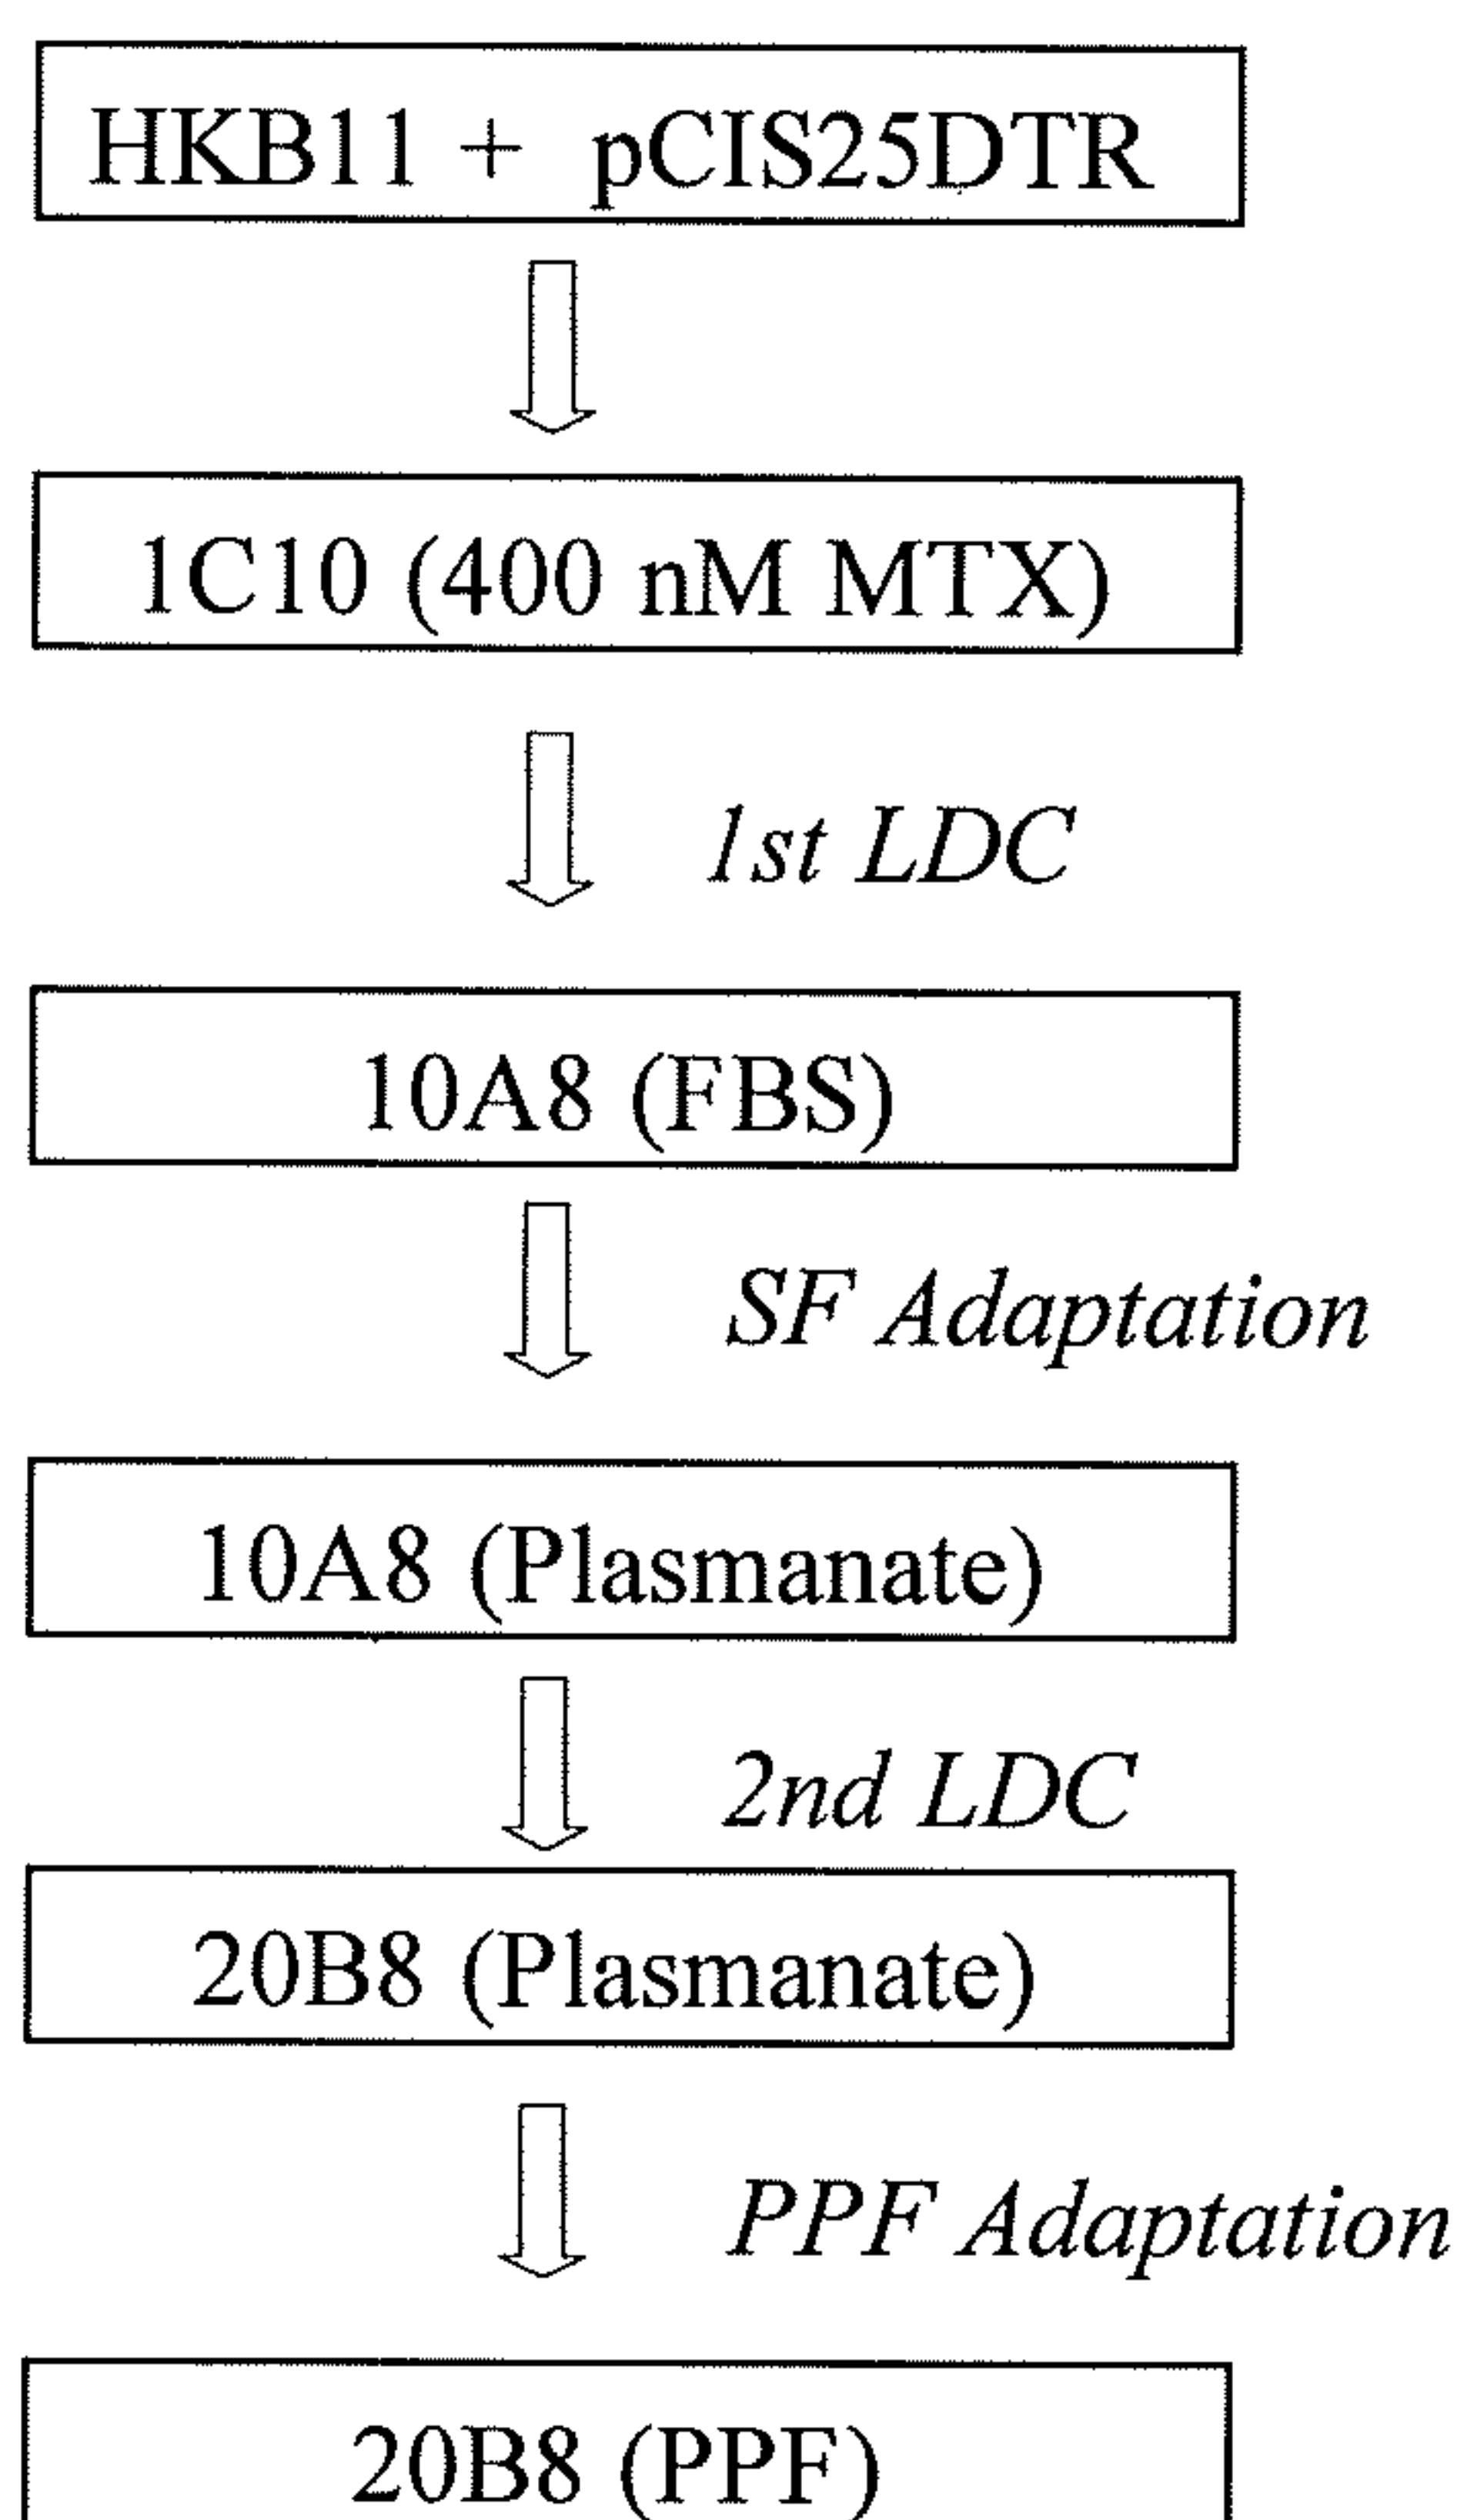 HKB11 + pCIS25DTR
1C10 (400 nM MTX)
1st LDC
10A8 (FBS)
SF Adaptation
10A8 (Plasmanate)
2nd LDC
20B8 (Plasmanate)
PPF Adaptation
20B8 (PPF)